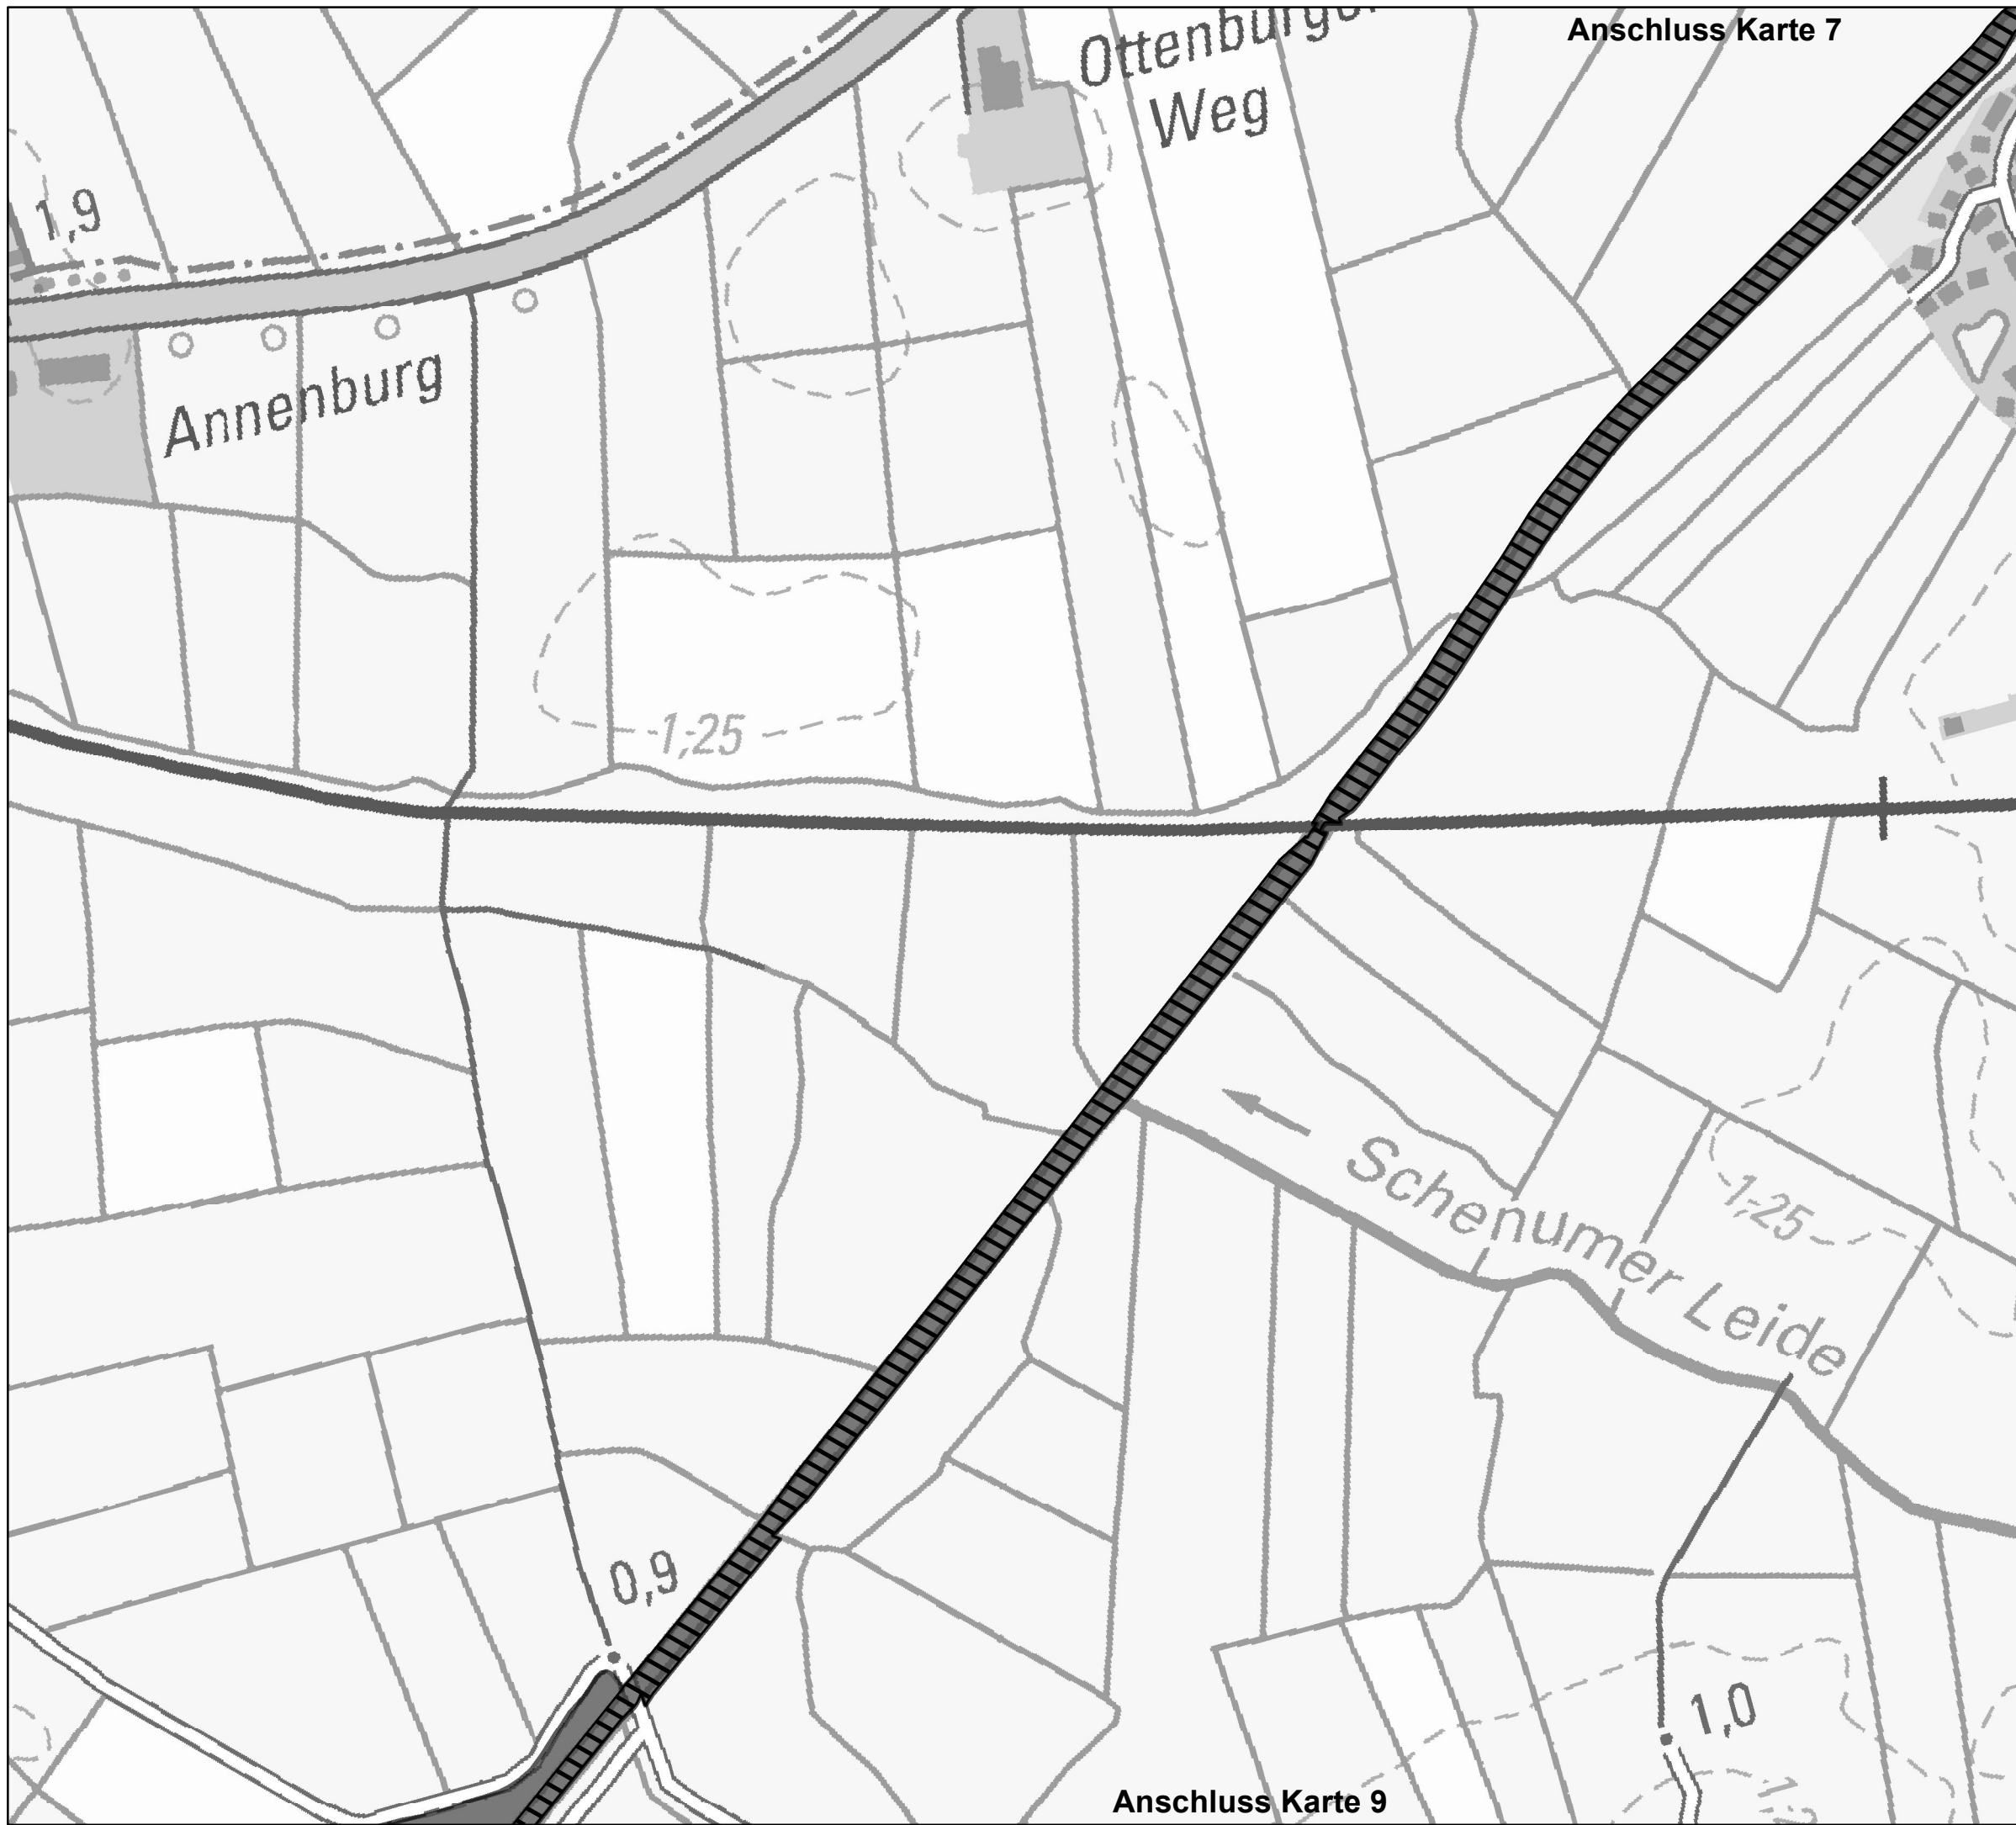 Anschluss Karte 7
Ottenburger
Weg
1,9
Annenburg
1,25
Schenumer Leide
1,25
0,9
1,0
Anschluss Karte 9